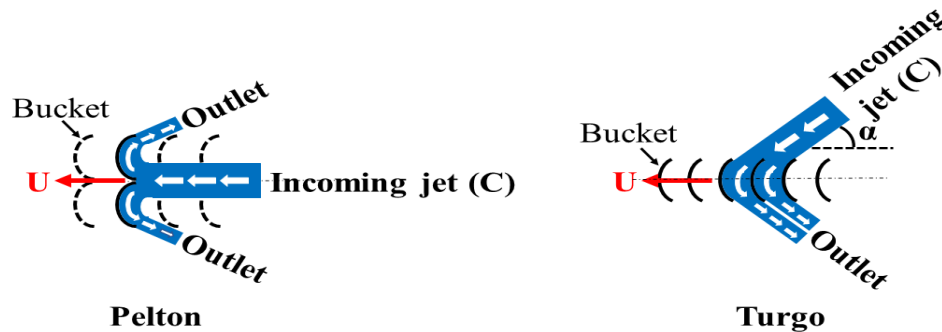 Bucket
Outlet
U
Incoming jet (C)
Outlet
Pelton
Incoming
jet (C)
α
Bucket
U
Outlet
Turgo